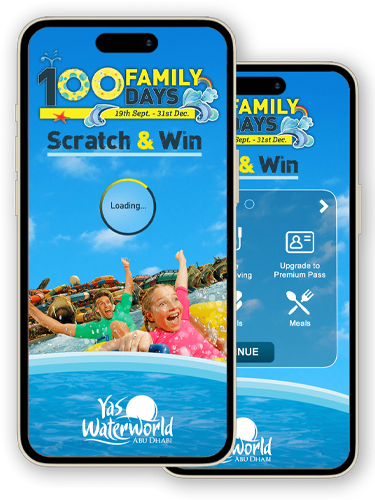 100 FAMILY
DAYS
19th Sept. - 31st Dec.
Scratch & Win
Loading...
Yas
Waterworld
ABU DHABI
FAMILY
AYS
Sept. - 31st Dec.
& Win
ving
Upgrade to
Premium Pass
ls
Meals
NUE
world
ABU DHABI